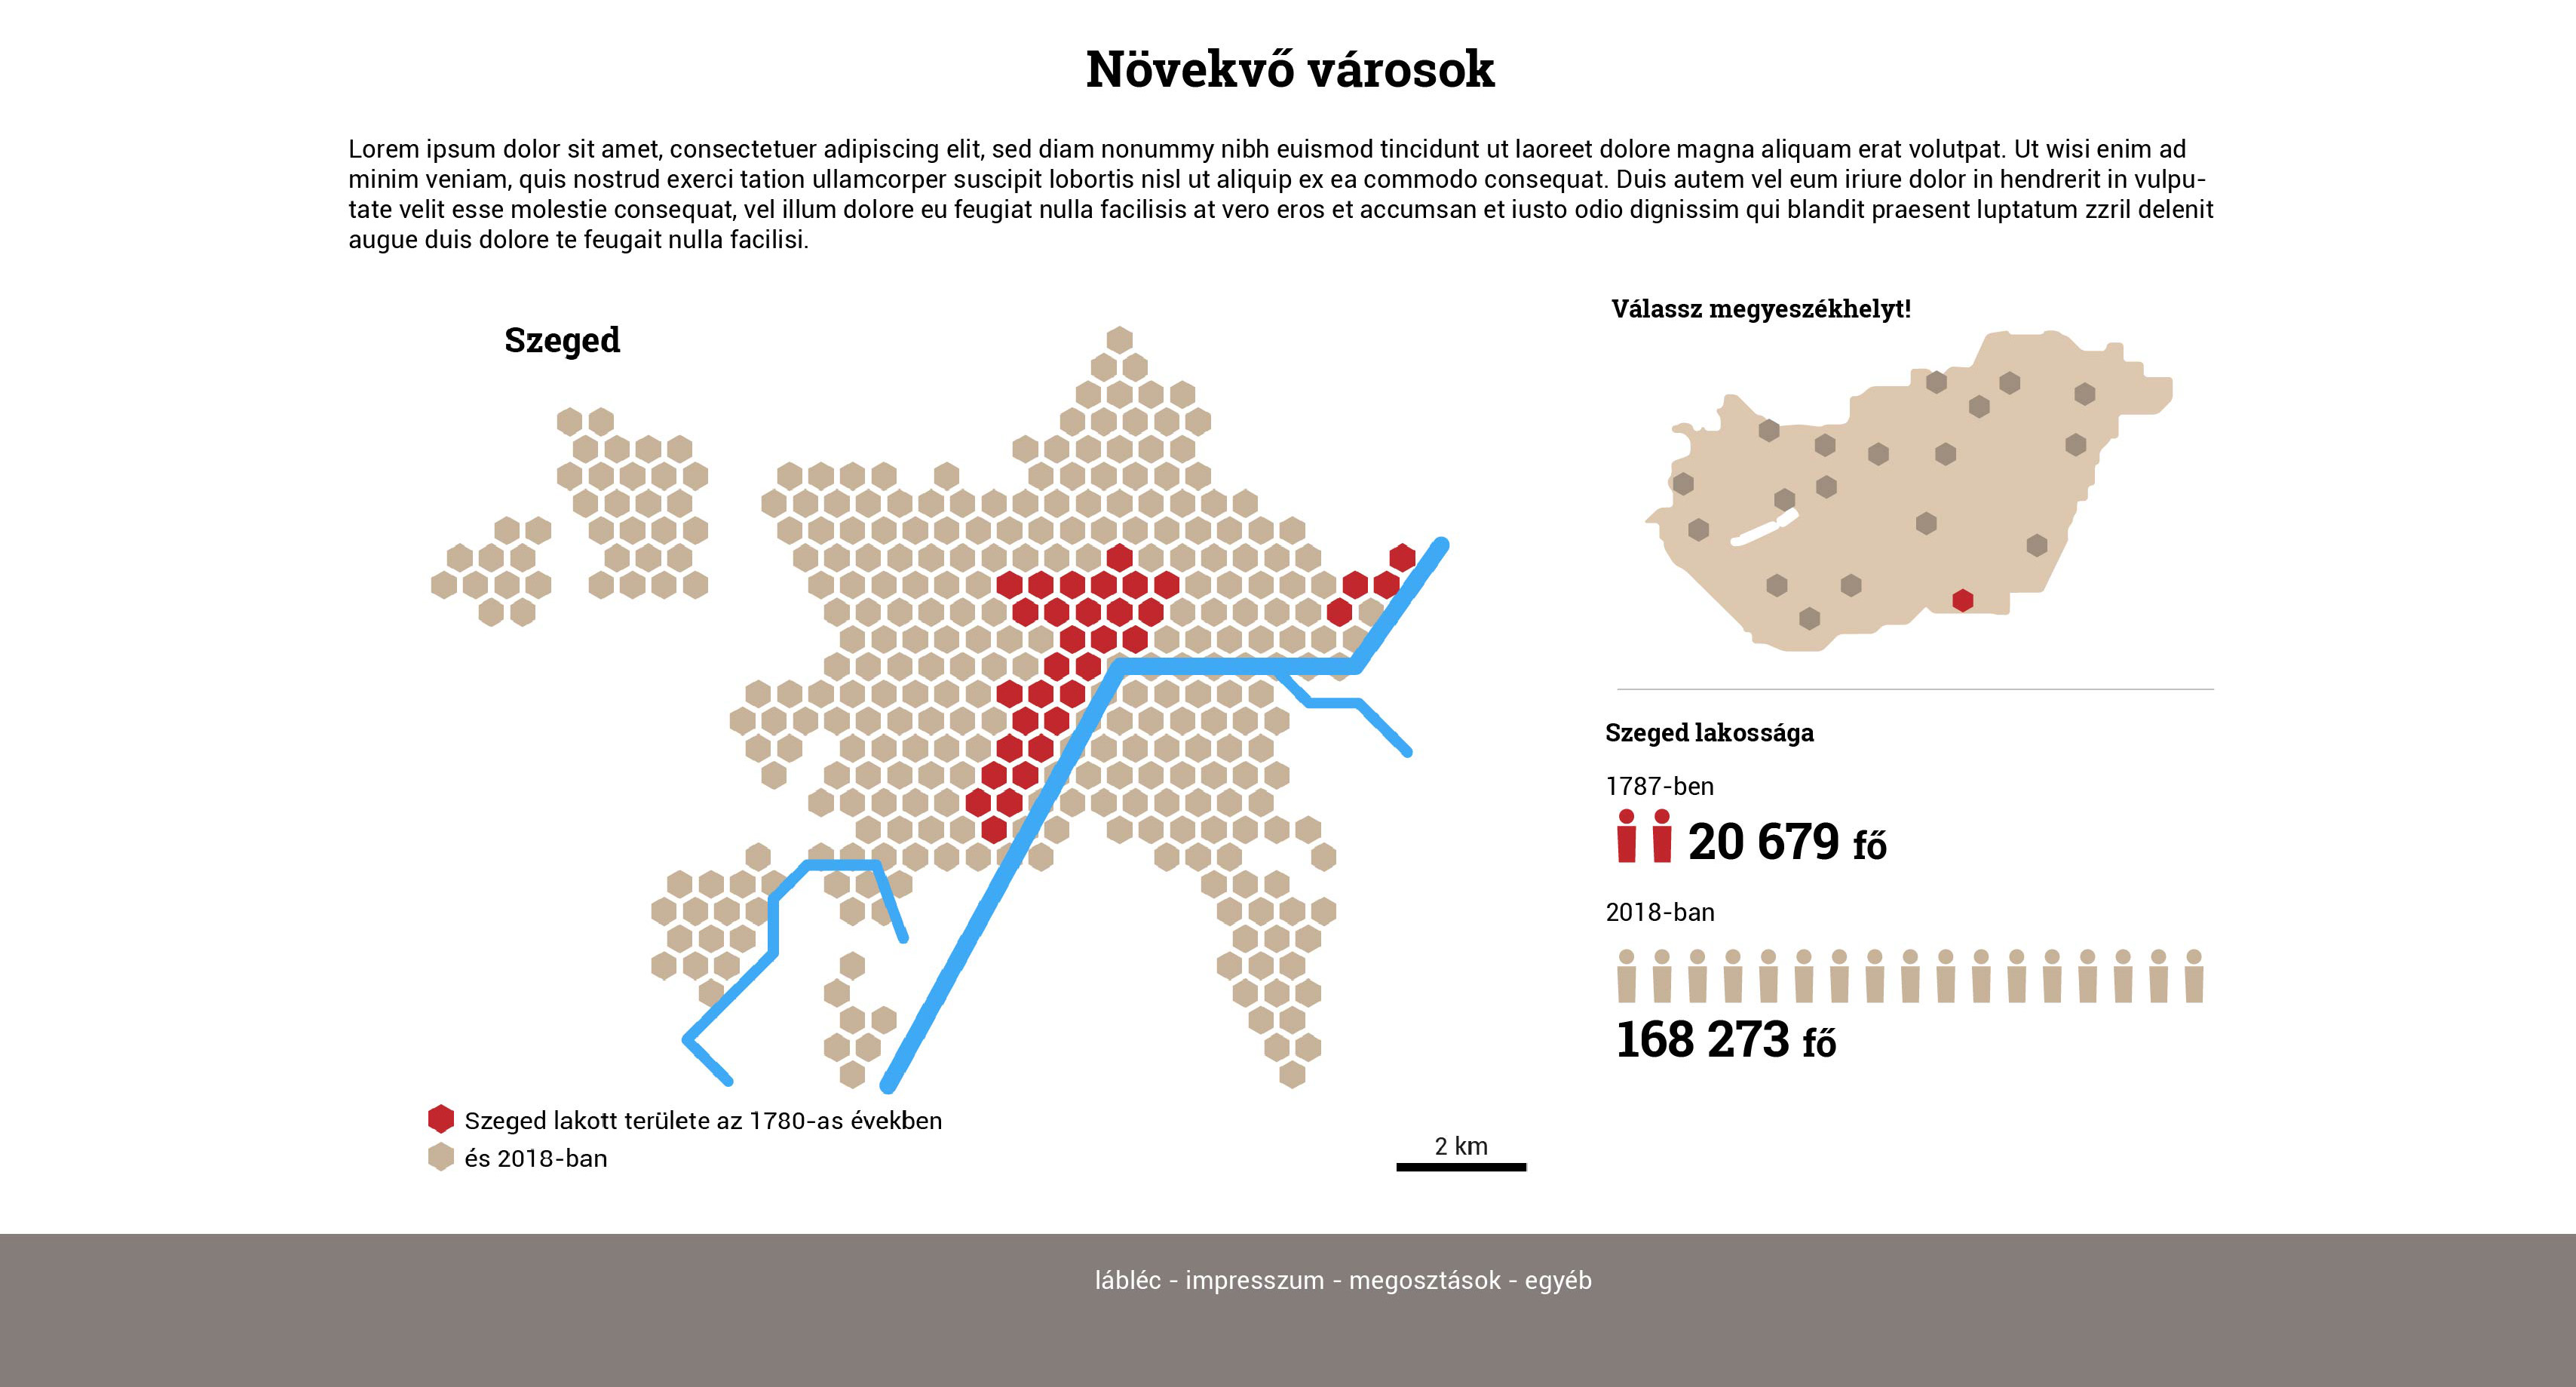 Növekvő városok
Lorem ipsum dolor sit amet, consectetuer adipiscing elit, sed diam nonummy nibh euismod tincidunt ut laoreet dolore magna aliquam erat volutpat. Ut wisi enim ad
minim veniam, quis nostrud exerci tation ullamcorper suscipit lobortis nisl ut aliquip ex ea commodo consequat. Duis autem vel eum iriure dolor in hendrerit in vulpu-
tate velit esse molestie consequat, vel illum dolore eu feugiat nulla facilisis at vero eros et accumsan et iusto odio dignissim qui blandit praesent luptatum zzril delenit
augue duis dolore te feugait nulla facilisi.
Szeged
Szeged lakott területe az 1780-as években
és 2018-ban
2 km
Válassz megyeszékhelyt!
Szeged lakossága
1787-ben
20 679 fő
2018-ban
168 273 fő
lábléc - impresszum - megosztások - egyéb